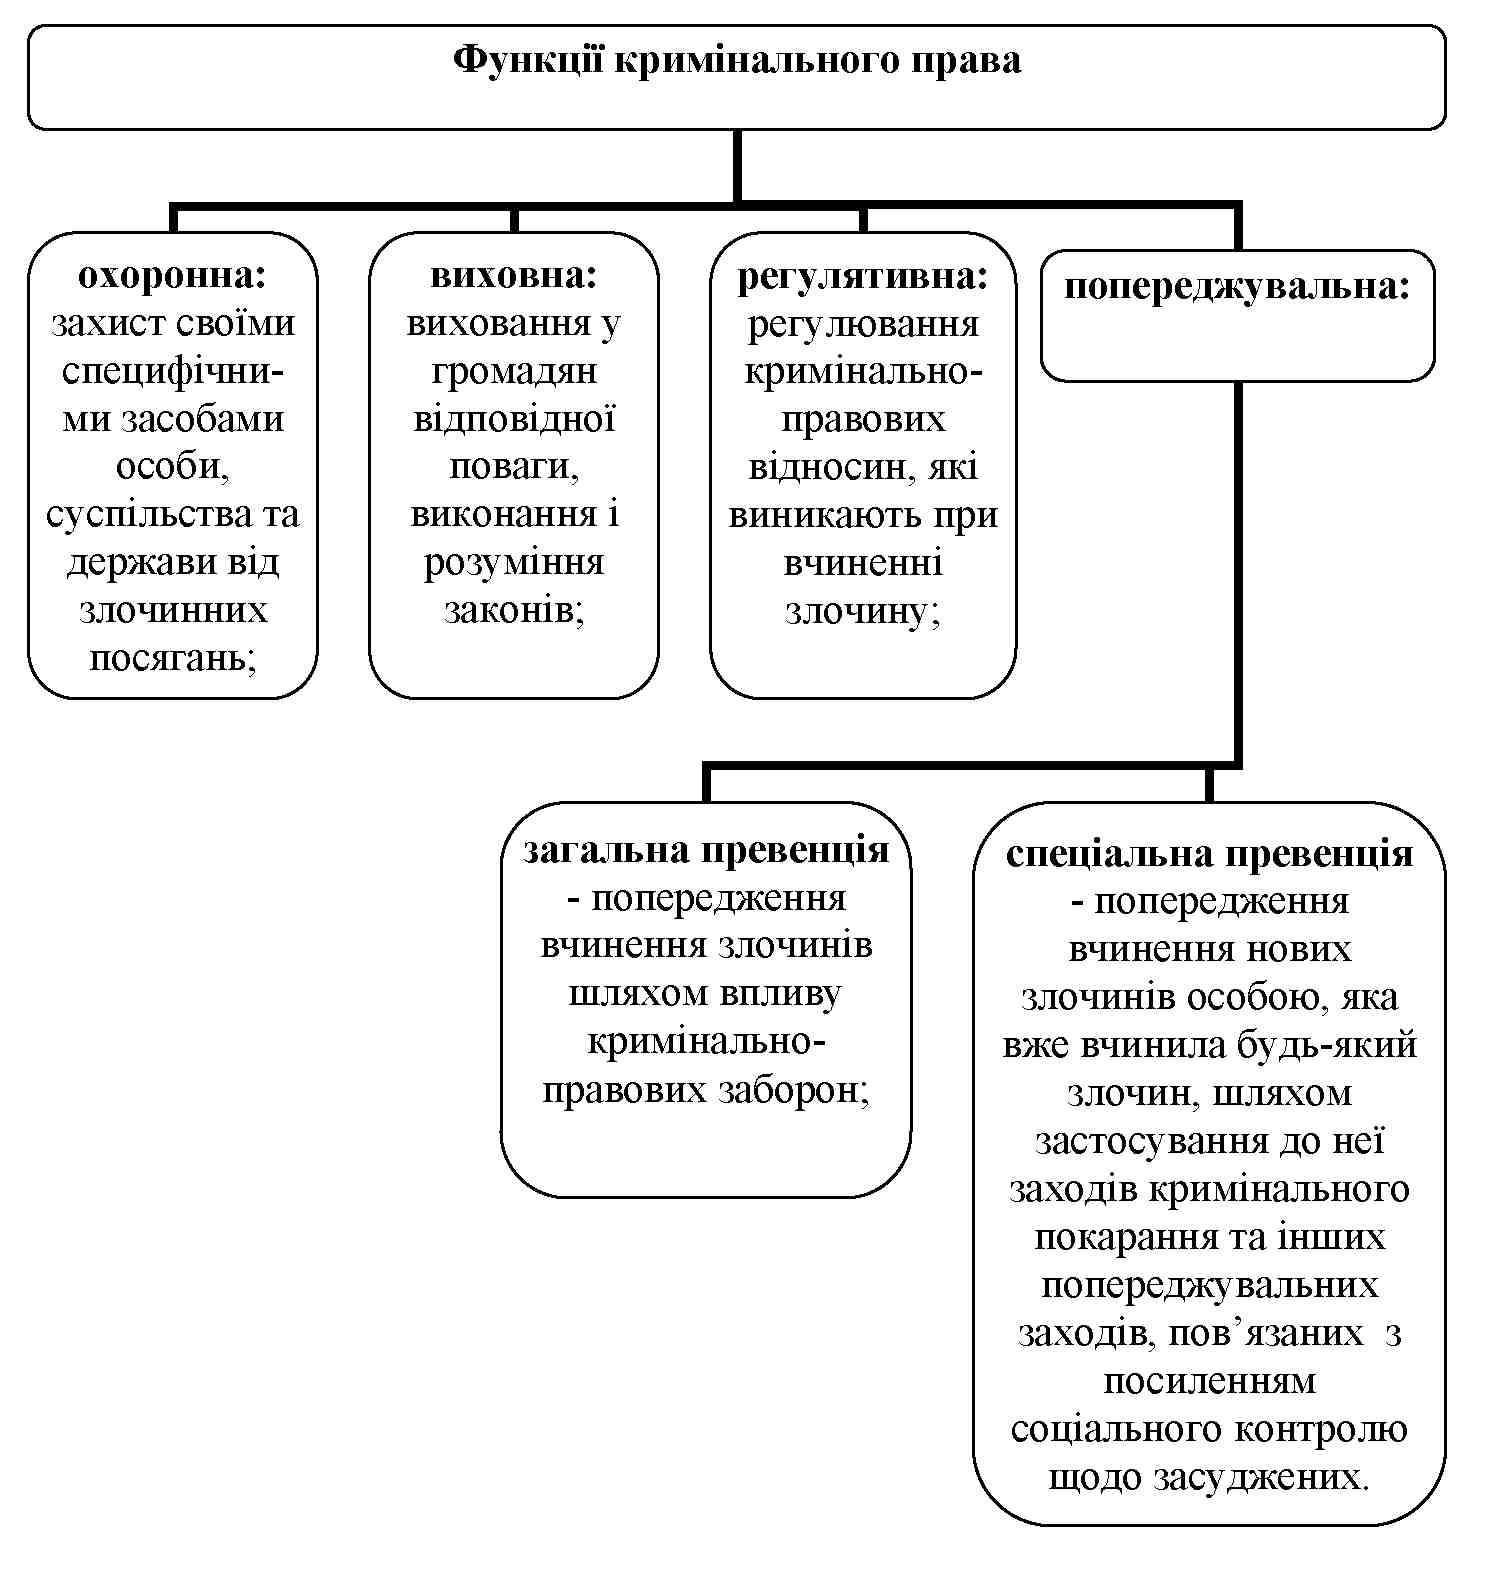 Функції кримінального права
охоронна:
захист своїми
специфічни-
ми засобами
особи,
суспільства та
держави від
злочинних
посягань;
виховна:
виховання у
громадян
відповідної
поваги,
виконання і
розуміння
законів;
регулятивна:
регулювання
кримінально-
правових
відносин, які
виникають при
вчиненні
злочину;
попереджувальна:
загальна превенція
- попередження
вчинення злочинів
шляхом впливу
кримінально-
правових заборон;
спеціальна превенція
- попередження
вчинення нових
злочинів особою, яка
вже вчинила будь-який
злочин, шляхом
застосування до неї
заходів кримінального
покарання та інших
попереджувальних
заходів, пов’язаних  з
посиленням
соціального контролю
щодо засуджених.